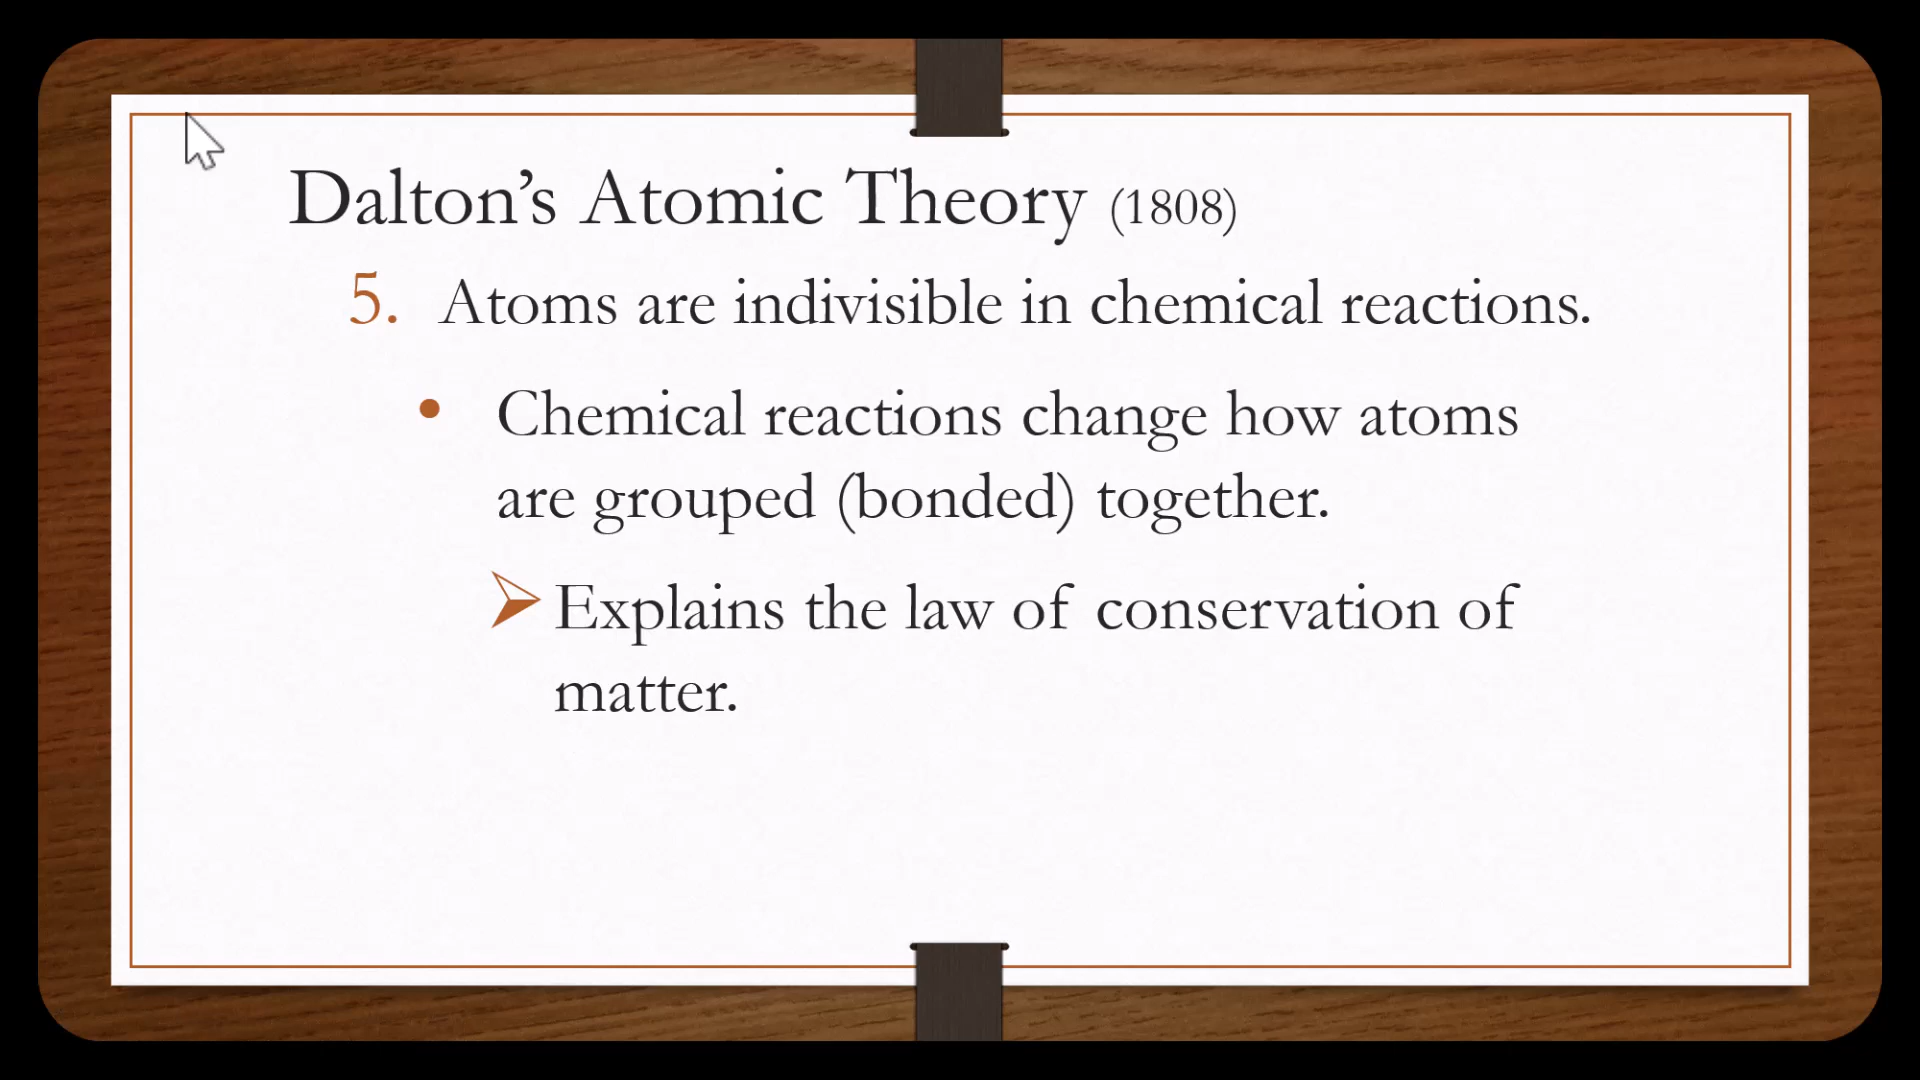 Dalton’s Atomic Theory (1808)
5. Atoms are indivisible in chemical reactions.
• Chemical reactions change how atoms
are grouped (bonded) together.
➢ Explains the law of conservation of
matter.